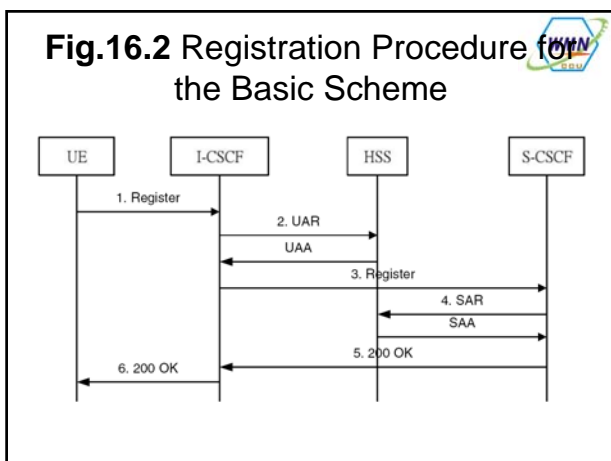 Fig.16.2 Registration Procedure for
the Basic Scheme
WMN
UE
I-CSCF
HSS
S-CSCF
1. Register
2. UAR
UAA
3. Register
4. SAR
SAA
5. 200 OK
6. 200 OK